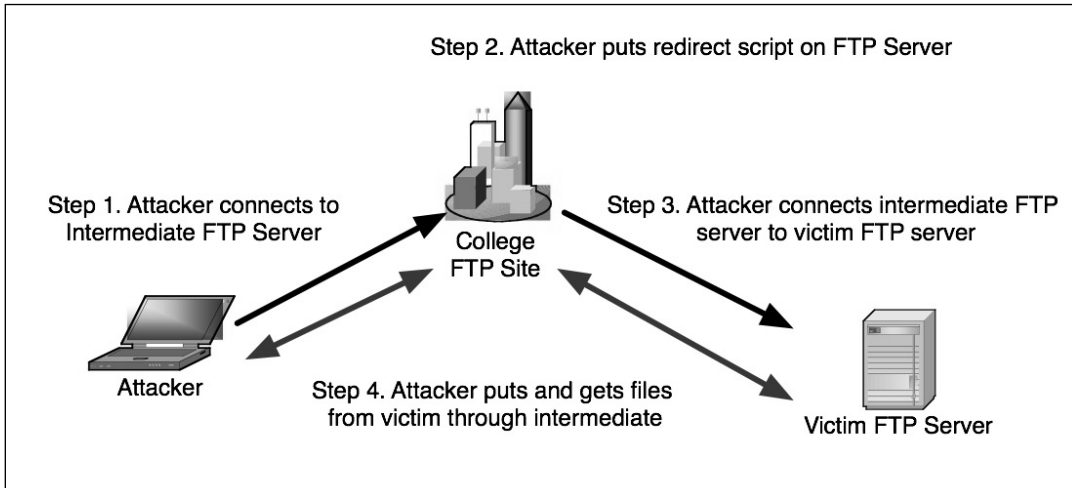 Step 2. Attacker puts redirect script on FTP Server
Step 1. Attacker connects to
Intermediate FTP Server
Step 3. Attacker connects intermediate FTP
server to victim FTP server
College
FTP Site
Attacker
Step 4. Attacker puts and gets files
from victim through intermediate
Victim FTP Server